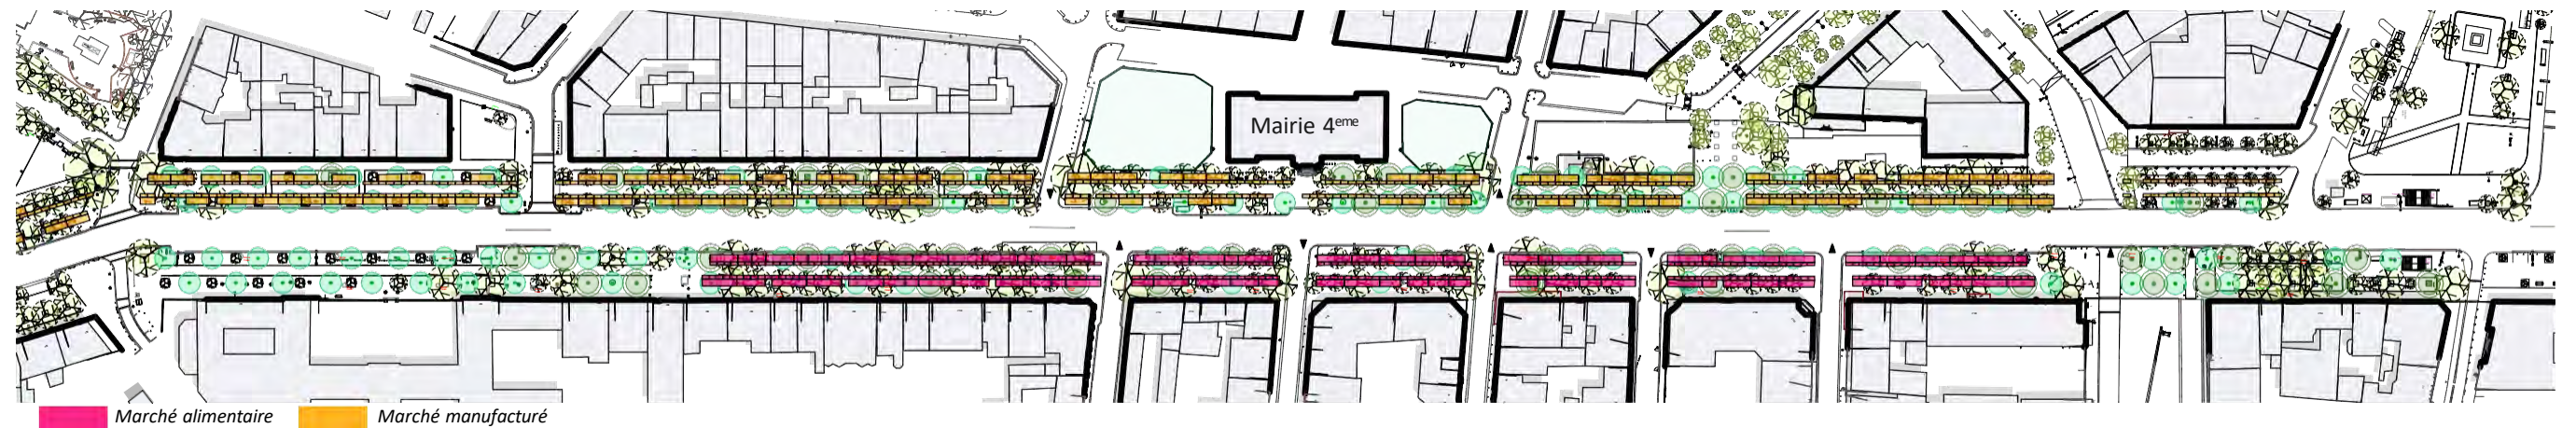 Mairie 4eme
Marché alimentaire
Marché manufacturé